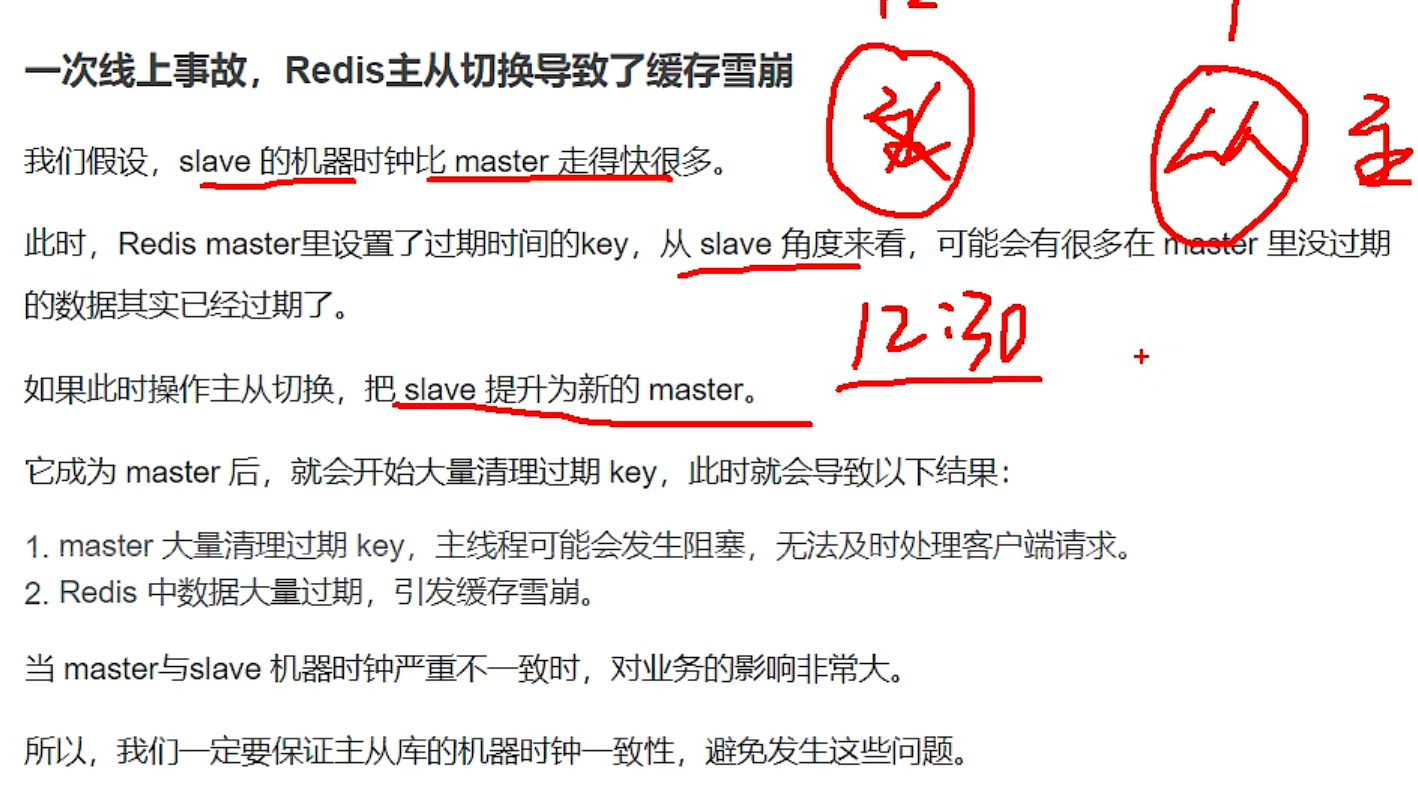 12
一次线上事故，Redis主从切换导致了缓存雪崩
从
主
我们假设，slave 的机器时钟比 master 走得快很多。
此时，Redis master里设置了过期时间的key，从 slave 角度来看，可能会有很多在 master 里没过期
的数据其实已经过期了。
12:30
如果此时操作主从切换，把 slave 提升为新的 master。
它成为 master 后，就会开始大量清理过期 key，此时就会导致以下结果：
1. master 大量清理过期 key，主线程可能会发生阻塞，无法及时处理客户端请求。
2. Redis 中数据大量过期，引发缓存雪崩。
当 master与slave 机器时钟严重不一致时，对业务的影响非常大。
所以，我们一定要保证主从库的机器时钟一致性，避免发生这些问题。